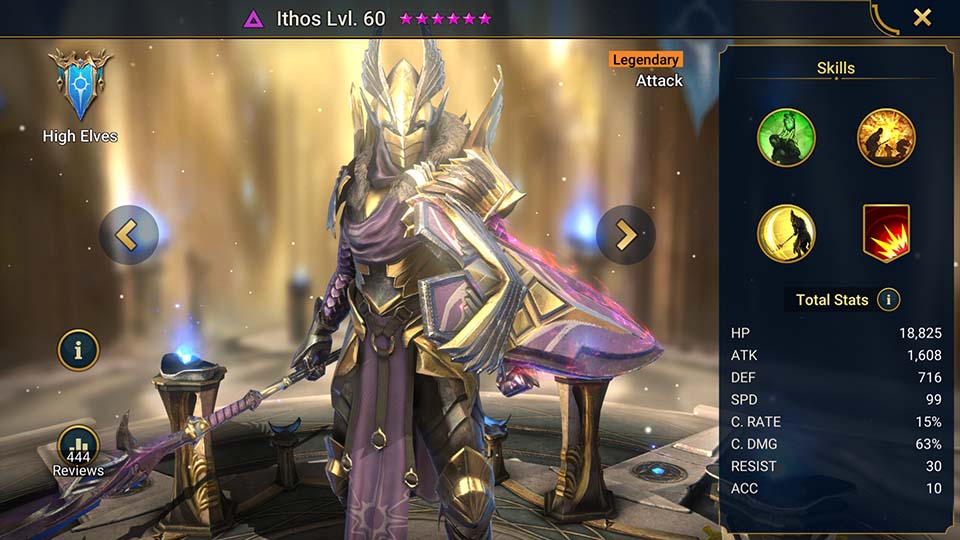 Ithos Lvl. 60
High Elves
Legendary
Attack
444
Reviews
Skills
Total Stats
HP 18,825
ATK 1,608
DEF 716
SPD 99
C. RATE 15%
C. DMG 63%
RESIST 30
ACC 10